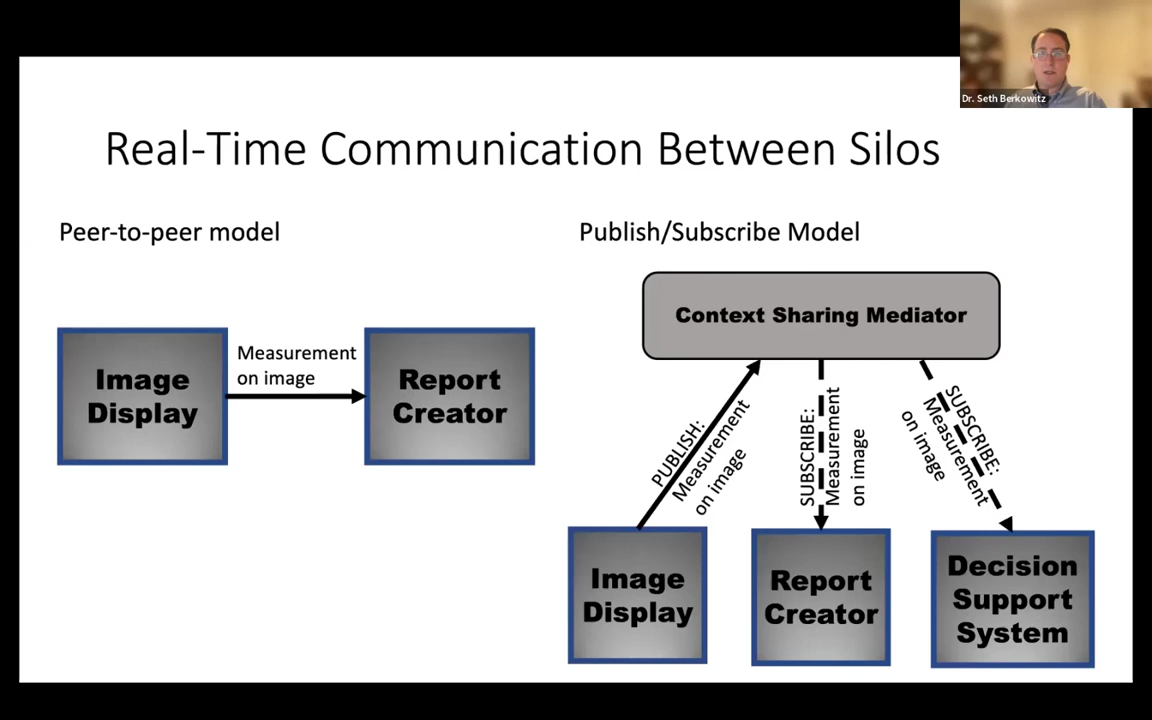 Dr. Seth Berkowitz
Real-Time Communication Between Silos
Peer-to-peer model
Measurement
on image
Image
Display
Report
Creator
Publish/Subscribe Model
Context Sharing Mediator
PUBLISH:
Measurement
on image
SUBSCRIBE:
Measurement
on image
SUBSCRIBE:
Measurement
on image
Image
Display
Report
Creator
Decision
Support
System